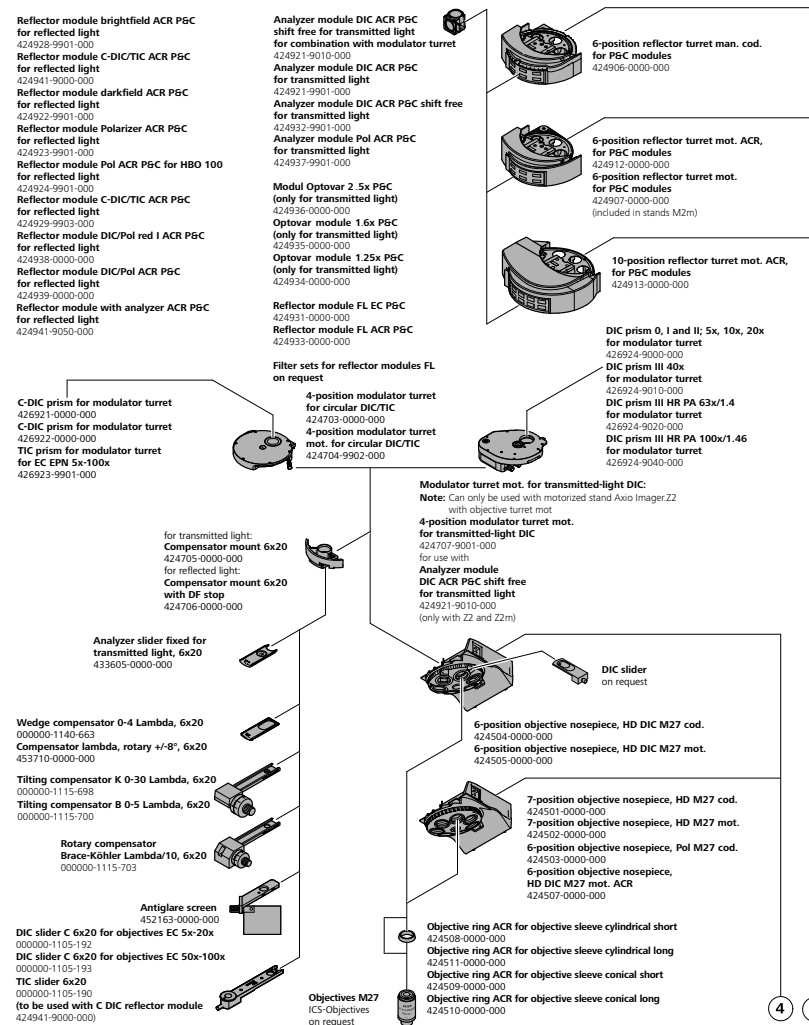 Reflector module brightfield ACR P&C
for reflected light
424928-9901-000
Reflector module C-DIC/TIC ACR P&C
for reflected light
424941-9000-000
Reflector module darkfield ACR P&C
for reflected light
424922-9901-000
Reflector module Polarizer ACR P&C
for reflected light
424923-9901-000
Reflector module Pol ACR P&C for HBO 100
for reflected light
424924-9901-000
Reflector module C-DIC/TIC ACR P&C
for reflected light
424929-9903-000
Reflector module DIC/Pol red I ACR P&C
for reflected light
424938-0000-000
Reflector module DIC/Pol ACR P&C
for reflected light
424939-0000-000
Reflector module with analyzer ACR P&C
for reflected light
424941-9050-000
Analyzer module DIC ACR P&C
shift free for transmitted light
for combination with modulator turret
424921-9010-000
Analyzer module DIC ACR P&C
for transmitted light
424921-9901-000
Analyzer module DIC ACR P&C shift free
for transmitted light
424932-9901-000
Analyzer module Pol ACR P&C
for transmitted light
424937-9901-000
Modul Optovar 2 .5x P&C
(only for transmitted light)
424936-0000-000
Optovar module 1.6x P&C
(only for transmitted light)
424935-0000-000
Optovar module 1.25x P&C
(only for transmitted light)
424934-0000-000
Reflector module FL EC P&C
424931-0000-000
Reflector module FL ACR P&C
424933-0000-000
Filter sets for reflector modules FL
on request
6-position reflector turret man. cod.
for P&C modules
424906-0000-000
6-position reflector turret mot. ACR,
for P&C modules
424912-0000-000
6-position reflector turret mot.
for P&C modules
424907-0000-000
(included in stands M2m)
10-position reflector turret mot. ACR,
for P&C modules
424913-0000-000
DIC prism 0, I and II; 5x, 10x, 20x
for modulator turret
426924-9000-000
DIC prism III 40x
for modulator turret
426924-9010-000
DIC prism III HR PA 63x/1.4
for modulator turret
426924-9020-000
DIC prism III HR PA 100x/1.46
for modulator turret
426924-9040-000
C-DIC prism for modulator turret
426921-0000-000
C-DIC prism for modulator turret
426922-0000-000
TIC prism for modulator turret
for EC EPN 5x-100x
426923-9901-000
4-position modulator turret
for circular DIC/TIC
424703-0000-000
4-position modulator turret
mot. for circular DIC/TIC
424704-9902-000
Modulator turret mot. for transmitted-light DIC:
Note: Can only be used with motorized stand Axio Imager.Z2
with objective turret mot
4-position modulator turret mot.
for transmitted-light DIC
424707-9001-000
for use with
Analyzer module
DIC ACR P&C shift free
for transmitted light
424921-9010-000
(only with Z2 and Z2m)
for transmitted light:
Compensator mount 6x20
424705-0000-000
for reflected light:
Compensator mount 6x20
with DF stop
424706-0000-000
Analyzer slider fixed for
transmitted light, 6x20
433605-0000-000
DIC slider
on request
Wedge compensator 0-4 Lambda, 6x20
000000-1140-663
Compensator lambda, rotary +/-8°, 6x20
453710-0000-000
6-position objective nosepiece, HD DIC M27 cod.
424504-0000-000
6-position objective nosepiece, HD DIC M27 mot.
424505-0000-000
Tilting compensator K 0-30 Lambda, 6x20
000000-1115-698
Tilting compensator B 0-5 Lambda, 6x20
000000-1115-700
7-position objective nosepiece, HD M27 cod.
424501-0000-000
7-position objective nosepiece, HD M27 mot.
424502-0000-000
6-position objective nosepiece, Pol M27 cod.
424503-0000-000
6-position objective nosepiece,
HD DIC M27 mot. ACR
424507-0000-000
Rotary compensator
Brace-Köhler Lambda/10, 6x20
000000-1115-703
Antiglare screen
452163-0000-000
DIC slider C 6x20 for objectives EC 5x-20x
000000-1105-192
DIC slider C 6x20 for objectives EC 50x-100x
000000-1105-193
TIC slider 6x20
000000-1105-190
(to be used with C DIC reflector module
424941-9000-000)
Objective ring ACR for objective sleeve cylindrical short
424508-0000-000
Objective ring ACR for objective sleeve cylindrical long
424511-0000-000
Objective ring ACR for objective sleeve conical short
424509-0000-000
Objective ring ACR for objective sleeve conical long
424510-0000-000
Objectives M27
ICS-Objectives
on request
4